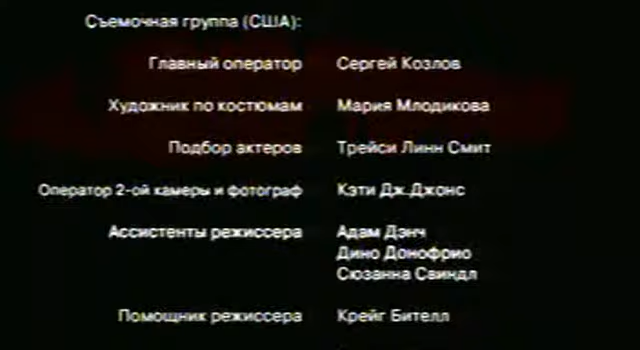 Съемочная группа (США):
Главный оператор Сергей Козлов
Художник по костюмам Мария Млодикова
Подбор актеров Трейси Линн Смит
Оператор 2-ой камеры и фотограф Кэти Дж.Джонс
Ассистенты режиссера Адам Дэнч
Дино Донофрио
Сюзанна Свиндл
Помощник режиссера Крейг Бителл